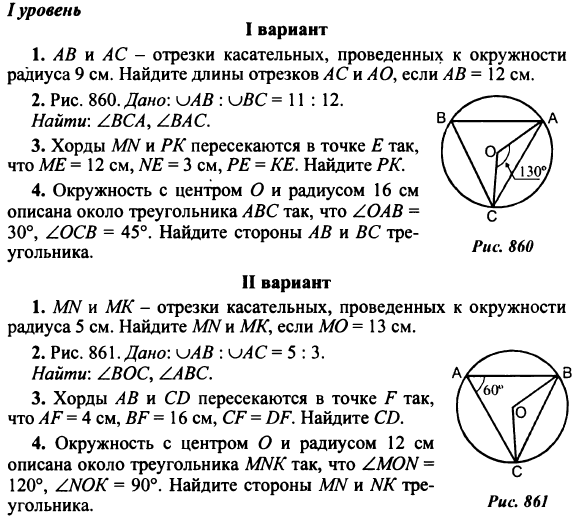 I уровень
I вариант
1. AB и AC – отрезки касательных, проведенных к окружности
радиуса 9 см. Найдите длины отрезков AC и AO, если AB = 12 см.
2. Рис. 860. Дано: ∪AB : ∪BC = 11 : 12.
Найти: ∠BCA, ∠BAC.
3. Хорды MN и PK пересекаются в точке E так,
что ME = 12 см, NE = 3 см, PE = KE. Найдите PK.
4. Окружность с центром O и радиусом 16 см
описана около треугольника ABC так, что ∠OAB =
30°, ∠OCB = 45°. Найдите стороны AB и BC тре-
угольника.
B
A
O
130°
C
Рис. 860
II вариант
1. MN и MK – отрезки касательных, проведенных к окружности
радиуса 5 см. Найдите MN и MK, если MO = 13 см.
2. Рис. 861. Дано: ∪AB : ∪AC = 5 : 3.
Найти: ∠BOC, ∠ABC.
3. Хорды AB и CD пересекаются в точке F так,
что AF = 4 см, BF = 16 см, CF = DF. Найдите CD.
4. Окружность с центром O и радиусом 12 см
описана около треугольника MNK так, что ∠MON =
120°, ∠NOK = 90°. Найдите стороны MN и NK тре-
угольника.
A
B
60°
O
C
Рис. 861